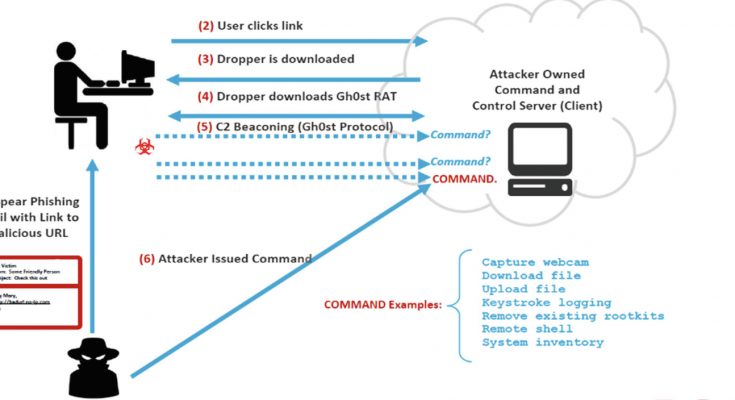 (2) User clicks link
(3) Dropper is downloaded
(4) Dropper downloads Gh0st RAT
(5) C2 Beaconing (Gh0st Protocol)
Attacker Owned
Command and
Control Server (Client)
Command?
Command?
COMMAND.
pear Phishing
il with Link to
alicious URL
Victim
Some Friendly Person
Check this out
Mary,
(6) Attacker Issued Command
COMMAND Examples:
Capture webcam
Download file
Upload file
Keystroke logging
Remove existing rootkits
Remote shell
System inventory